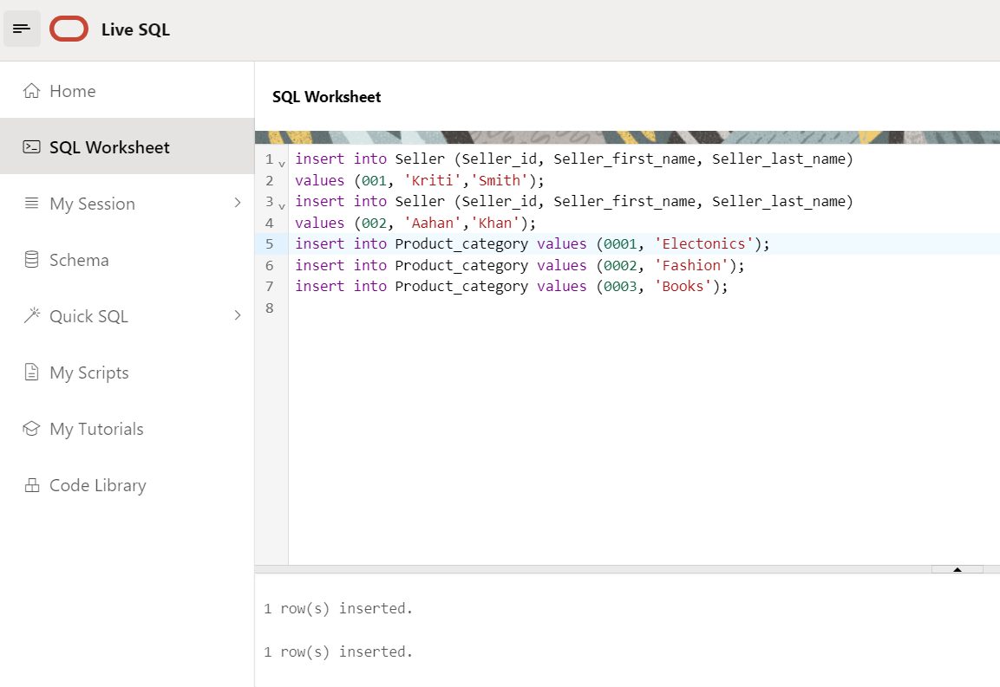 Live SQL
Home
SQL Worksheet
My Session
Schema
Quick SQL
My Scripts
My Tutorials
Code Library
SQL Worksheet
1 insert into Seller (Seller_id, Seller_first_name, Seller_last_name)
2 values (001, 'Kriti','Smith');
3 insert into Seller (Seller_id, Seller_first_name, Seller_last_name)
4 values (002, 'Aahan','Khan');
5 insert into Product_category values (0001, 'Electonics');
6 insert into Product_category values (0002, 'Fashion');
7 insert into Product_category values (0003, 'Books');
8
1 row(s) inserted.
1 row(s) inserted.